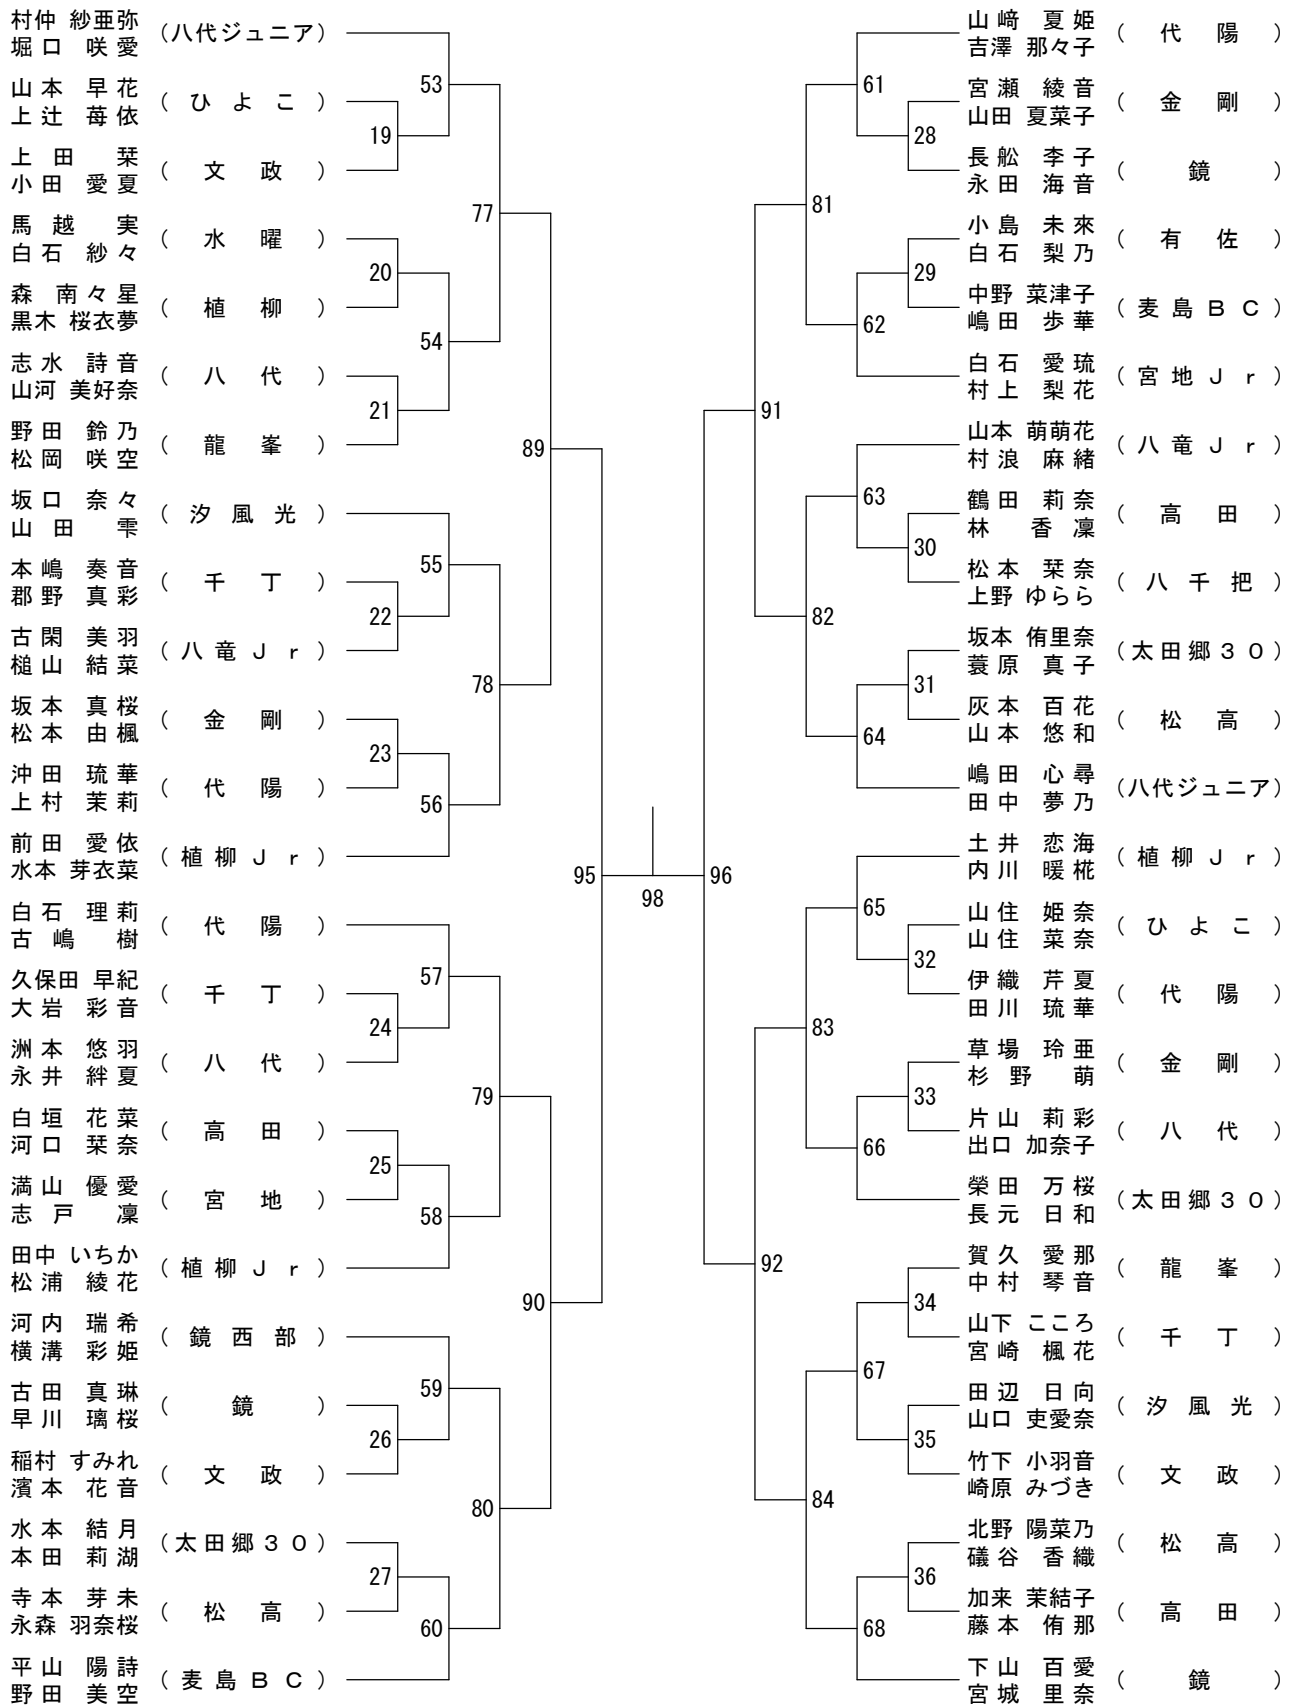 村仲 紗亜弥
堀口 咲愛
(八代ジュニア)
山本 早花
上辻 苺依
(ひよこ)
上田 栞
小田 愛夏
(文政)
馬越 実
白石 紗々
(水曜)
森 南々星
黒木 桜衣夢
(植柳)
志水 詩音
山河 美好奈
(八代)
野田 鈴乃
松岡 咲空
(龍峯)
坂口 奈々
山田 雫
(汐風光)
本嶋 奏音
郡野 真彩
(千丁)
古閑 美羽
槌山 結菜
(八竜Jr)
坂本 真桜
松本 由楓
(金剛)
沖田 琉華
上村 茉莉
(代陽)
前田 愛依
水本 芽衣菜
(植柳Jr)
白石 理莉
古嶋 樹
(代陽)
久保田 早紀
大岩 彩音
(千丁)
洲本 悠羽
永井 絆夏
(八代)
白垣 花菜
河口 栞奈
(高田)
満山 優愛
志戸 凜
(宮地)
田中 いちか
松浦 綾花
(植柳Jr)
河内 瑞希
横溝 彩姫
(鏡西部)
古田 真琳
早川 璃桜
(鏡)
稲村 すみれ
濱本 花音
(文政)
水本 結月
本田 莉湖
(太田郷30)
寺本 芽未
永森 羽奈桜
(松高)
平山 陽詩
野田 美空
(麦島BC)
53
19
77
20
54
21
89
55
22
78
23
56
95
57
24
79
25
58
90
59
26
80
27
60
98
96
61
28
81
29
62
91
63
30
82
31
64
65
32
83
33
66
92
34
67
35
84
36
68
山﨑 夏姫
吉澤 那々子
(代陽)
宮瀬 綾音
山田 夏菜子
(金剛)
長舩 李子
永田 海音
(鏡)
小島 未來
白石 梨乃
(有佐)
中野 菜津子
嶋田 歩華
(麦島BC)
白石 愛琉
村上 梨花
(宮地Jr)
山本 萌萌花
村浪 麻緒
(八竜Jr)
鶴田 莉奈
林 香凜
(高田)
松本 栞奈
上野 ゆらら
(八千把)
坂本 侑里奈
蓑原 真子
(太田郷30)
灰本 百花
山本 悠和
(松高)
嶋田 心尋
田中 夢乃
(八代ジュニア)
土井 恋海
内川 暖椛
(植柳Jr)
山住 姫奈
山住 菜奈
(ひよこ)
伊織 芹夏
田川 琉華
(代陽)
草場 玲亜
杉野 萌
(金剛)
片山 莉彩
出口 加奈子
(八代)
榮田 万桜
長元 日和
(太田郷30)
賀久 愛那
中村 琴音
(龍峯)
山下 こころ
宮崎 楓花
(千丁)
田辺 日向
山口 吏愛奈
(汐風光)
竹下 小羽音
崎原 みづき
(文政)
北野 陽菜乃
礒谷 香織
(松高)
加来 茉結子
藤本 侑那
(高田)
下山 百愛
宮城 里奈
(鏡)